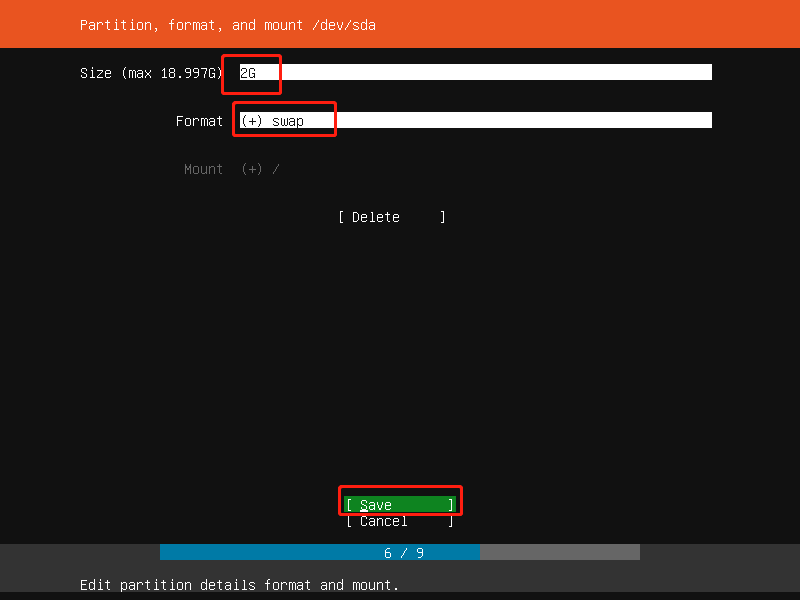 Partition, format, and mount /dev/sda
Size (max 18.997G) 2G
Format (+) swap
Mount (+) /
[ Delete ]
[ Save ]
[ Cancel ]
6 / 9
Edit partition details format and mount.